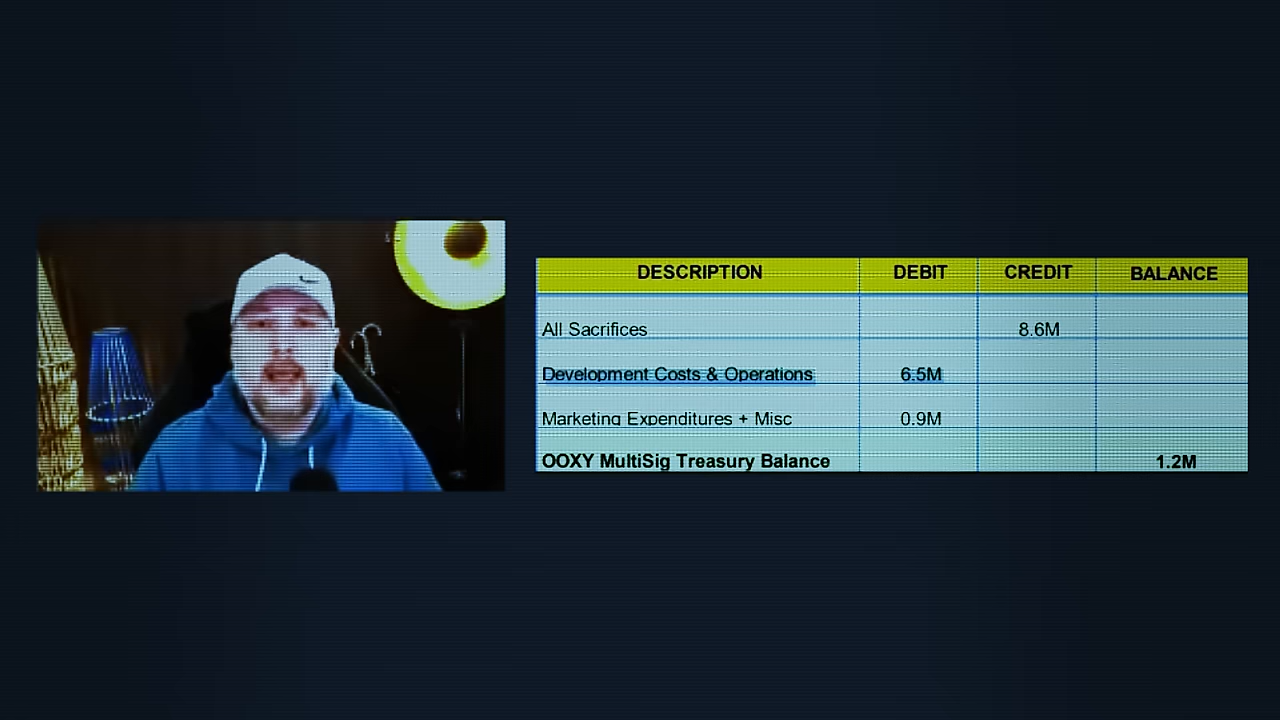 DESCRIPTION DEBIT CREDIT BALANCE
All Sacrifices 8.6M
Development Costs & Operations 6.5M
Marketing Expenditures + Misc 0.9M
OOXY MultiSig Treasury Balance 1.2M